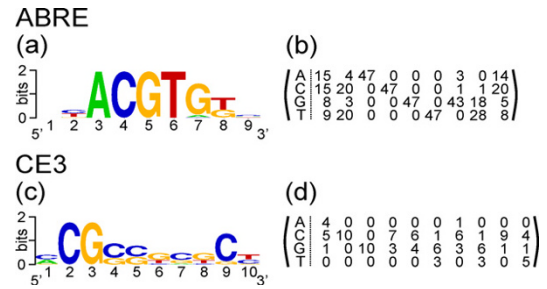 ABRE
(a)
bits
2
1
0
ACGTGT
5' 1 2 3 4 5 6 7 8 9 3'
(b)
A 15 4 47 0 0 0 3 0 14
C 15 20 0 47 0 0 1 1 20
G 8 3 0 0 47 0 43 18 5
T 9 20 0 0 0 47 0 28 8
CE3
(c)
bits
2
1
0
CGCCGCGC
5' 1 2 3 4 5 6 7 8 9 10 3'
(d)
A 4 0 0 0 0 0 1 0 0 0
C 5 10 0 7 6 1 6 1 9 4
G 1 0 10 3 4 6 3 6 1 1
T 0 0 0 0 0 3 0 3 0 5